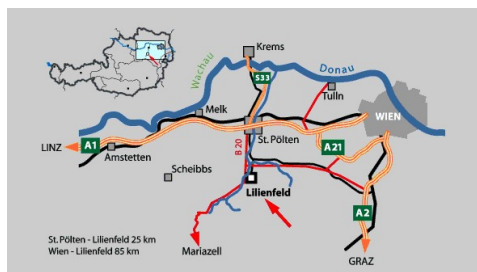 Krems
Wachau
S33
Donau
Tulln
Melk
WIEN
LINZ
A1
Amstetten
St. Pölten
B 20
A21
Scheibbs
Lilienfeld
A2
St. Pölten - Lilienfeld 25 km
Wien - Lilienfeld 85 km
Mariazell
GRAZ